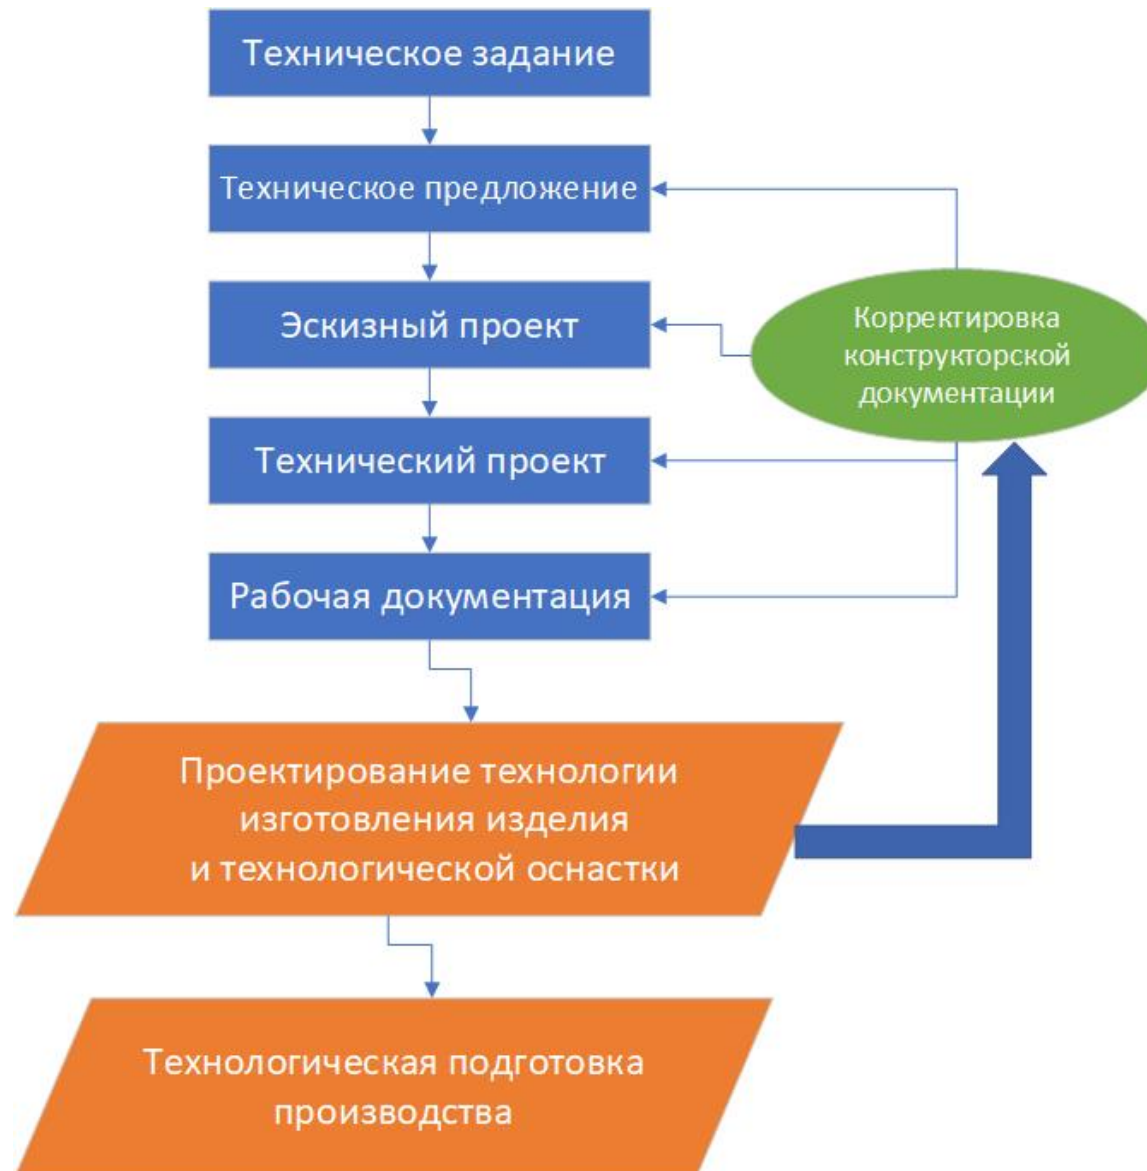 Техническое задание
Техническое предложение
Эскизный проект
Корректировка
конструкторской
документации
Технический проект
Рабочая документация
Проектирование технологии
изготовления изделия
и технологической оснастки
Технологическая подготовка
производства